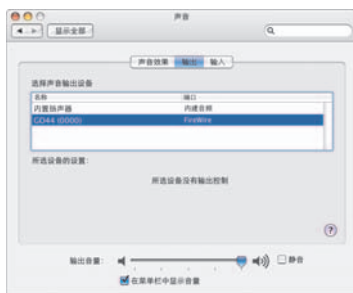 声音
显示全部
声音效果 输出 输入
选择声音输出设备
名称 端口
内置扬声器 内建音频
GO44 (0000) FireWire
所选设备的设置:
所选设备没有输出控制
?
输出音量: 静音
在菜单栏中显示音量